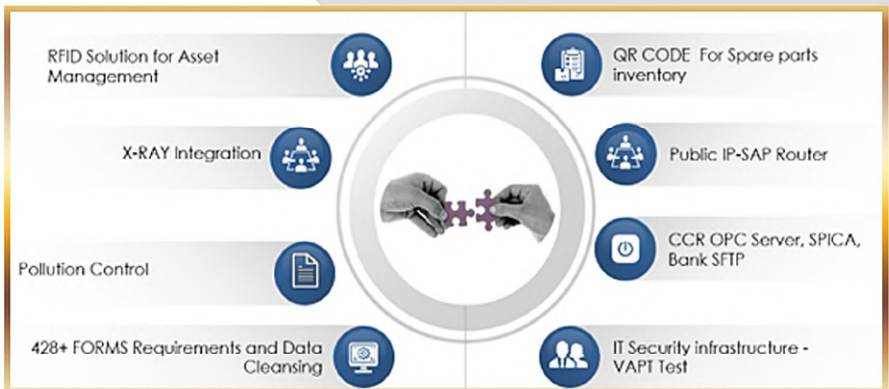 RFID Solution for Asset
Management
X-RAY Integration
Pollution Control
428+ FORMS Requirements and Data
Cleansing
QR CODE For Spare parts
inventory
Public IP-SAP Router
CCR OPC Server, SPICA,
Bank SFTP
IT Security infrastructure -
VAPT Test